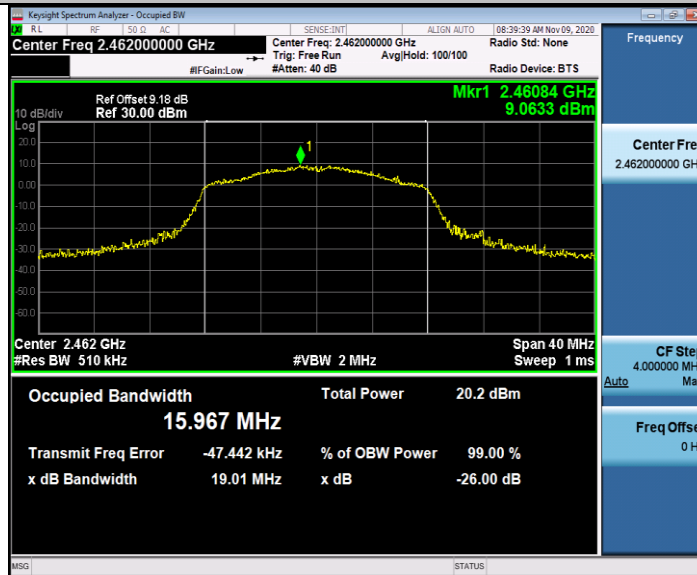 Keysight Spectrum Analyzer - Occupied BW
RL RF 50 Ω AC SENSE:INT ALIGN AUTO 08:39:39 AM Nov 09, 2020
Center Freq 2.462000000 GHz
Center Freq: 2.462000000 GHz
Radio Std: None
Trig: Free Run Avg|Hold: 100/100
#IFGain:Low #Atten: 40 dB Radio Device: BTS
Frequency
Ref Offset 9.18 dB
10 dB/div Ref 30.00 dBm
Mkr1 2.46084 GHz
9.0633 dBm
Log
20.0
10.0
0.00
-10.0
-20.0
-30.0
-40.0
-50.0
-60.0
1
Center 2.462 GHz Span 40 MHz
#Res BW 510 kHz #VBW 2 MHz Sweep 1 ms
Center Fre
2.462000000 GH
CF Ste
4.000000 MH
Auto Ma
Freq Offse
0 H
Occupied Bandwidth Total Power 20.2 dBm
15.967 MHz
Transmit Freq Error -47.442 kHz % of OBW Power 99.00 %
x dB Bandwidth 19.01 MHz x dB -26.00 dB
MSG STATUS